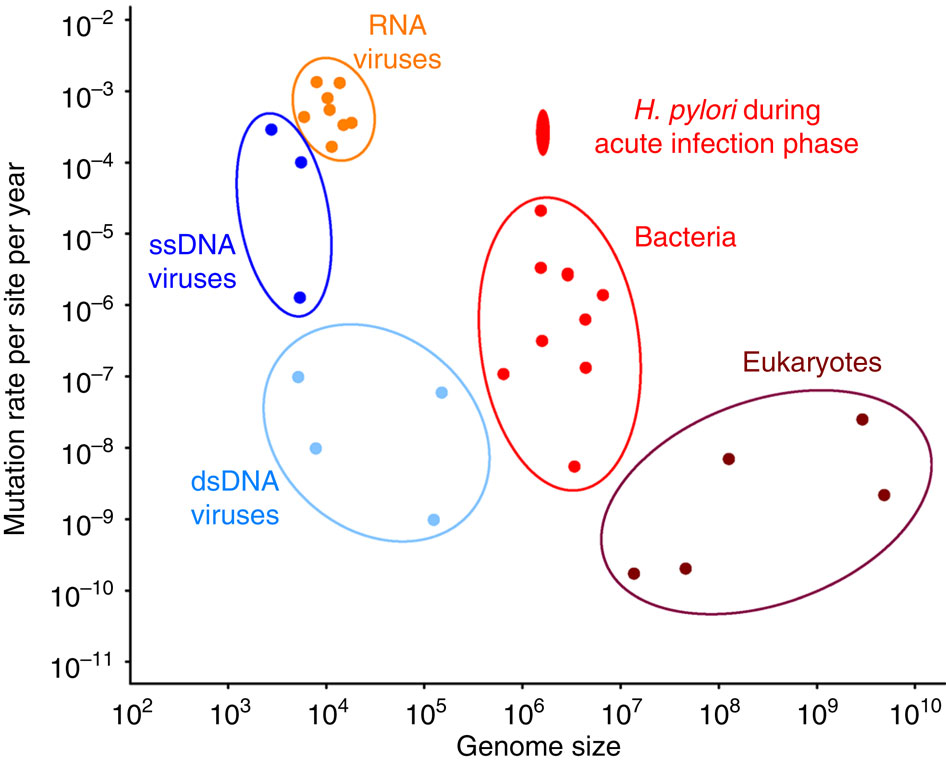 Mutation rate per site per year
10⁻²
10⁻³
10⁻⁴
10⁻⁵
10⁻⁶
10⁻⁷
10⁻⁸
10⁻⁹
10⁻¹⁰
10⁻¹¹
RNA
viruses
H. pylori during
acute infection phase
ssDNA
viruses
Bacteria
Eukaryotes
dsDNA
viruses
10² 10³ 10⁴ 10⁵ 10⁶ 10⁷ 10⁸ 10⁹ 10¹⁰
Genome size